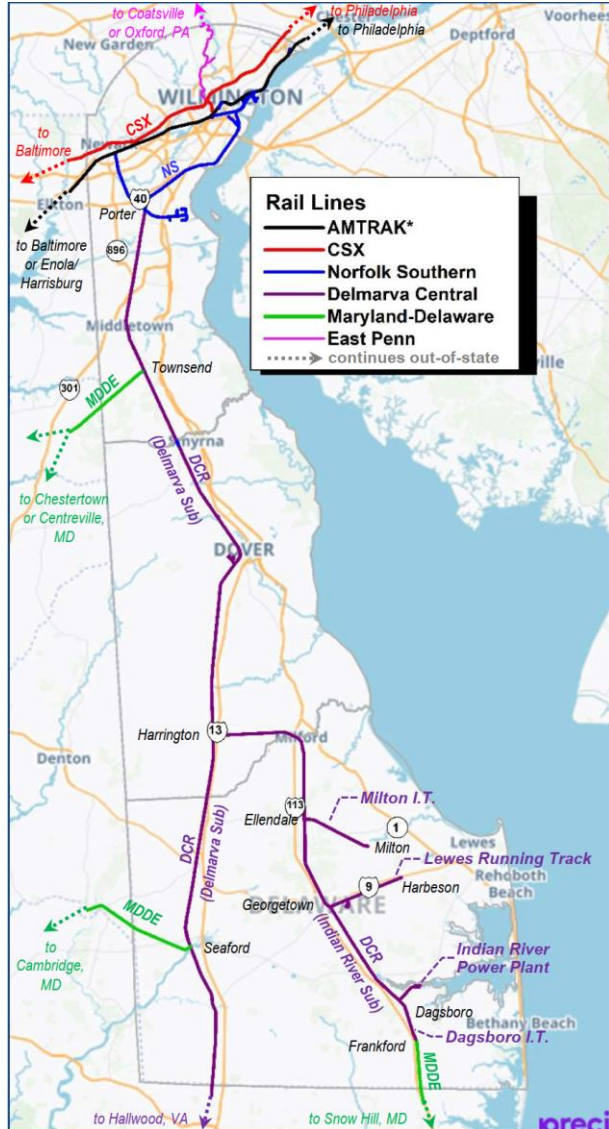 to Coatsville
or Oxford, PA
to Philadelphia
to Philadelphia
Chester
Deptford
Voorhees
New Garden
WILMINGTON
CSX
to
Baltimore
Newark
NS
Elkton
40
Porter
to Baltimore
or Enola/
Harrisburg
896
Rail Lines
AMTRAK*
CSX
Norfolk Southern
Delmarva Central
Maryland-Delaware
East Penn
continues out-of-state
Middletown
Townsend
301
MDDE
Smyrna
DCR
(Delmarva Sub)
to Chestertown
or Centreville,
MD
DOVER
Harrington
13
Milford
Denton
113
Milton I.T.
Ellendale
1
Milton
Lewes
DCR
(Delmarva Sub)
Lewes Running Track
Rehoboth
Beach
9
Harbeson
Georgetown
DELAWARE
(Indian River Sub)
DCR
MDDE
to
Cambridge,
MD
Seaford
Indian River
Power Plant
Dagsboro
Bethany Beach
Dagsboro I.T.
Frankford
MDDE
to Hallwood, VA
to Snow Hill, MD
preci